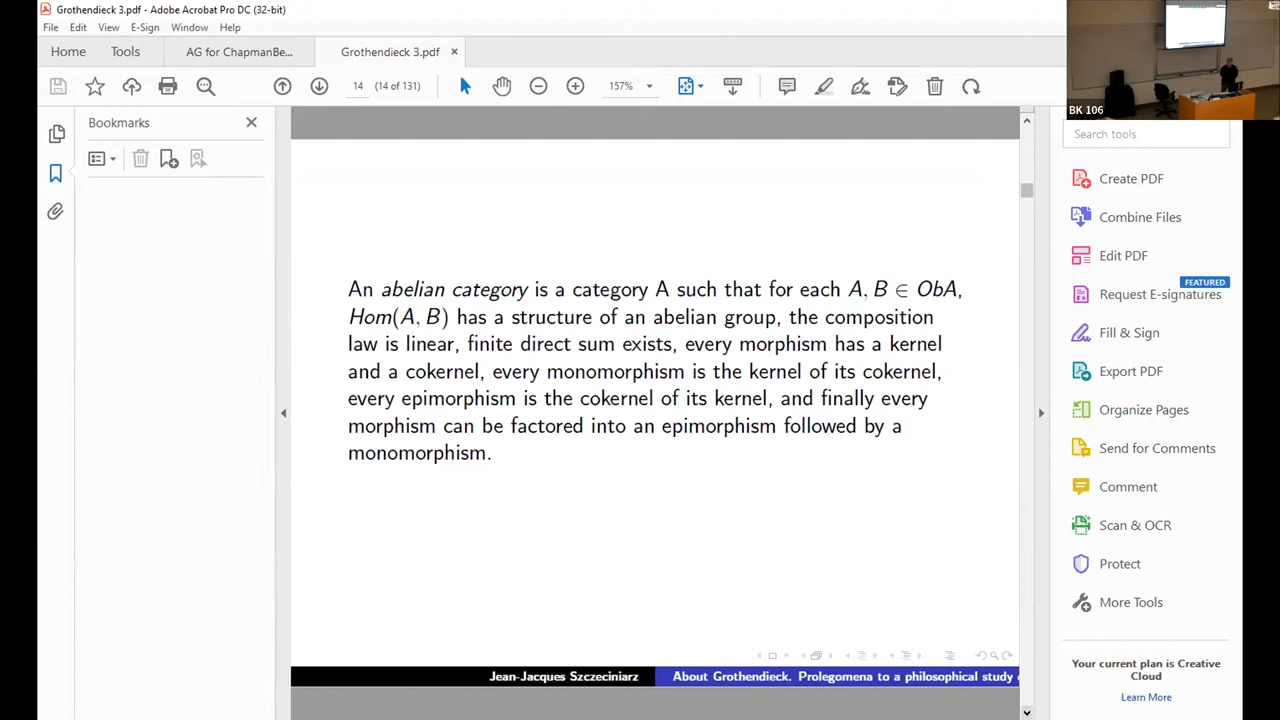 Grothendieck 3.pdf - Adobe Acrobat Pro DC (32-bit)
File Edit View E-Sign Window Help
Home Tools AG for ChapmanBe... Grothendieck 3.pdf ×
14 (14 of 131) 157%
BK 106
Bookmarks
Search tools
Create PDF
Combine Files
Edit PDF
FEATURED
Request E-signatures
Fill & Sign
Export PDF
Organize Pages
Send for Comments
Comment
Scan & OCR
Protect
More Tools
Your current plan is Creative
Cloud
Learn More
An abelian category is a category A such that for each A, B ∈ ObA,
Hom(A, B) has a structure of an abelian group, the composition
law is linear, finite direct sum exists, every morphism has a kernel
and a cokernel, every monomorphism is the kernel of its cokernel,
every epimorphism is the cokernel of its kernel, and finally every
morphism can be factored into an epimorphism followed by a
monomorphism.
Jean-Jacques Szczeciniarz About Grothendieck. Prolegomena to a philosophical study